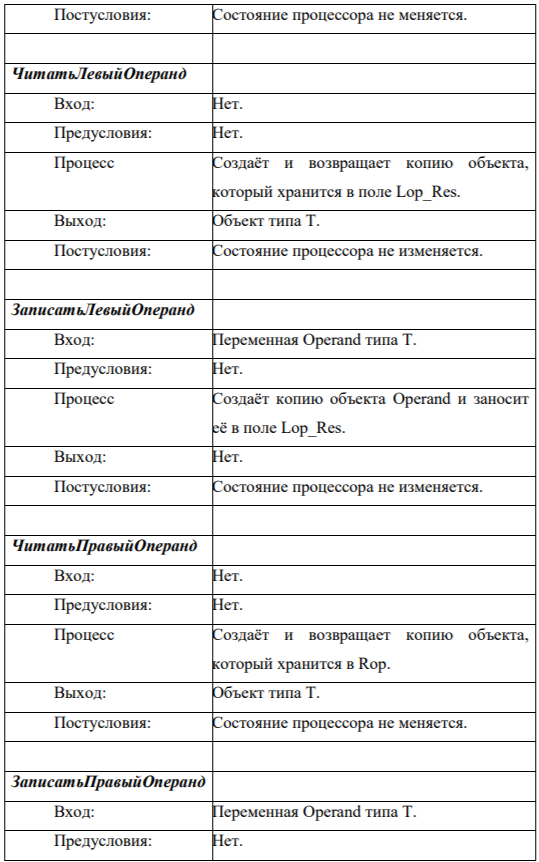 Постусловия: Состояние процессора не меняется.
ЧитатьЛевыйОперанд
Вход: Нет.
Предусловия: Нет.
Процесс Создаёт и возвращает копию объекта,
который хранится в поле Lop_Res.
Выход: Объект типа T.
Постусловия: Состояние процессора не изменяется.
ЗаписатьЛевыйОперанд
Вход: Переменная Operand типа T.
Предусловия: Нет.
Процесс Создаёт копию объекта Operand и заносит
её в поле Lop_Res.
Выход: Нет.
Постусловия: Состояние процессора не изменяется.
ЧитатьПравыйОперанд
Вход: Нет.
Предусловия: Нет.
Процесс Создаёт и возвращает копию объекта,
который хранится в Rop.
Выход: Объект типа T.
Постусловия: Состояние процессора не меняется.
ЗаписатьПравыйОперанд
Вход: Переменная Operand типа T.
Предусловия: Нет.